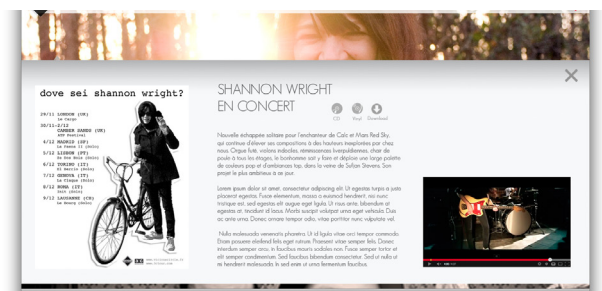 dove sei shannon wright?
29/11 LONDON (UK)
Le Cargo
30/11-2/12
CAMBER SANDS (UK)
ATP Festival
4/12 MADRID (SP)
5/12 LISBON (PT)
6/12 TORINO (IT)
7/12 GENOVA (IT)
8/12 ROMA (IT)
9/12 LAUSANNE (CH)
SHANNON WRIGHT
EN CONCERT
CD Vinyl Download
Nouvelle échappée solitaire pour l'enchanteur de Calc et Mars Red Sky,
qui continue d'élever ses compositions à des hauteurs inexplorées par chez
nous. Orgue futé, violons indociles, réminiscences liverpudliennes, chair de
poule à tous les étages, le bonhomme sait y faire et déploie une large palette
de couleurs pop et d'ambiances lap, dans la veine de Sufjan Stevens. Son
projet le plus ambitieux à ce jour.
Lorem ipsum dolor sit amet, consectetur adipiscing elit. Ut egestas turpis a justo
placerat egestas. Fusce elementum, massa a euismod hendrerit, nisi nunc
tristique est, sed egestas elit augue eget ligula. Ut risus ante, bibendum at
egestas et, tincidunt id lacus. Morbi suscipit volutpat urna eget vehicula. Duis
ac ante urna. Donec ornare tempor odio, vitae porttitor nunc vulputate vel.
Nulla malesuada venenatis pharetra. Ut id ligula vitae orci tempor commodo.
Etiam posuere eleifend felis eget rutrum. Praesent vitae semper felis. Donec
interdum semper arcu, in faucibus mauris sodales non. Fusce semper tortor et
elit semper condimentum. Sed faucibus bibendum consectetur. Sed ut nulla ut
mi hendrerit malesuada. In sed enim ut urna fermentum faucibus.